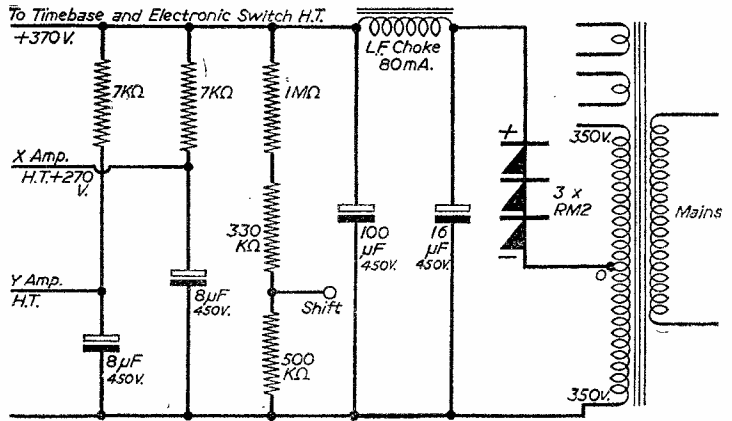 To Timebase and Electronic Switch H.T.
+370V.
L.F. Choke
80mA.
7KΩ
7KΩ
1MΩ
350V.
+
X Amp.
H.T.+270
V.
3 x
RM2
Mains
330
KΩ
100
µF
450V.
16
µF
450V.
−
O
Y Amp.
H.T.
8µF
450V.
Shift
8µF
450V.
500
KΩ
350V.